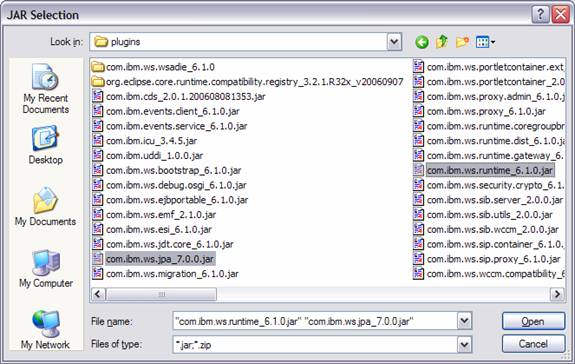 JAR Selection
Look in: plugins
My Recent Documents
Desktop
My Documents
My Computer
My Network
com.ibm.ws.wsadie_6.1.0
org.eclipse.core.runtime.compatibility.registry_3.2.1.R32x_v20060907
com.ibm.cds_2.0.1.200608081353.jar
com.ibm.events.client_6.1.0.jar
com.ibm.events.service_6.1.0.jar
com.ibm.icu_3.4.5.jar
com.ibm.uddi_1.0.0.jar
com.ibm.ws.bootstrap_6.1.0.jar
com.ibm.ws.debug.osgi_6.1.0.jar
com.ibm.ws.ejbportable_6.1.0.jar
com.ibm.ws.emf_2.1.0.jar
com.ibm.ws.esi_6.1.0.jar
com.ibm.ws.jdt.core_6.1.0.jar
com.ibm.ws.jpa_7.0.0.jar
com.ibm.ws.migration_6.1.0.jar
com.ibm.ws.portletcontainer.ext_
com.ibm.ws.portletcontainer_2.0
com.ibm.ws.proxy.admin_6.1.0.j
com.ibm.ws.proxy_6.1.0.jar
com.ibm.ws.runtime.coregroupbr
com.ibm.ws.runtime.dist_6.1.0.j
com.ibm.ws.runtime.gateway_6.1
com.ibm.ws.runtime_6.1.0.jar
com.ibm.ws.security.crypto_6.1.
com.ibm.ws.sib.server_2.0.0.jar
com.ibm.ws.sib.utils_2.0.0.jar
com.ibm.ws.sib.wccm_2.0.0.jar
com.ibm.ws.sip.container_6.1.0.
com.ibm.ws.sip.proxy_6.1.0.jar
com.ibm.ws.wccm.compatibility_6
File name: "com.ibm.ws.runtime_6.1.0.jar" "com.ibm.ws.jpa_7.0.0.jar"
Open
Files of type: *.jar;*.zip
Cancel